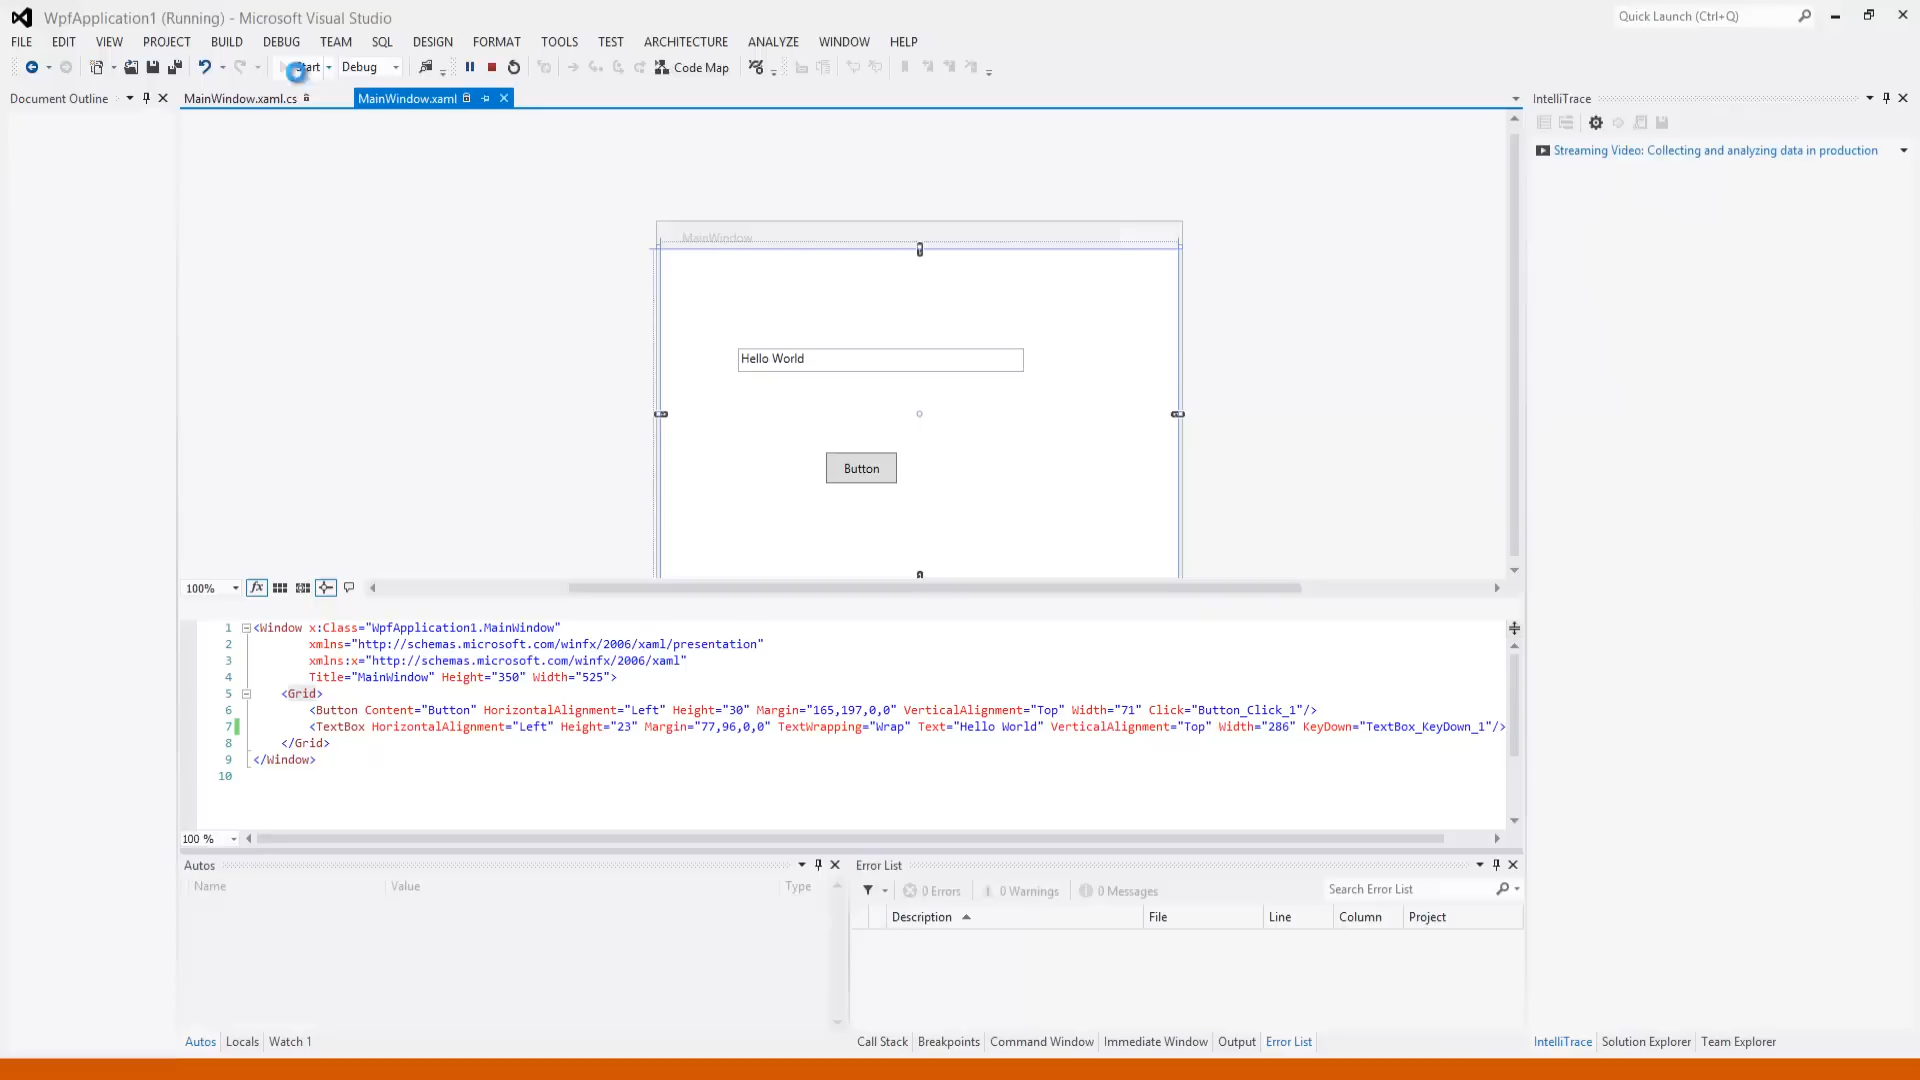 WpfApplication1 (Running) - Microsoft Visual Studio
Quick Launch (Ctrl+Q)
FILE EDIT VIEW PROJECT BUILD DEBUG TEAM SQL DESIGN FORMAT TOOLS TEST ARCHITECTURE ANALYZE WINDOW HELP
Start Debug Code Map
Document Outline
MainWindow.xaml.cs
MainWindow.xaml
IntelliTrace
Streaming Video: Collecting and analyzing data in production
MainWindow
Hello World
Button
100%
1 <Window x:Class="WpfApplication1.MainWindow"
2 xmlns="http://schemas.microsoft.com/winfx/2006/xaml/presentation"
3 xmlns:x="http://schemas.microsoft.com/winfx/2006/xaml"
4 Title="MainWindow" Height="350" Width="525">
5 <Grid>
6 <Button Content="Button" HorizontalAlignment="Left" Height="30" Margin="165,197,0,0" VerticalAlignment="Top" Width="71" Click="Button_Click_1"/>
7 <TextBox HorizontalAlignment="Left" Height="23" Margin="77,96,0,0" TextWrapping="Wrap" Text="Hello World" VerticalAlignment="Top" Width="286" KeyDown="TextBox_KeyDown_1"/>
8 </Grid>
9 </Window>
10
100 %
Autos
Name Value Type
Error List
0 Errors 0 Warnings 0 Messages
Search Error List
Description File Line Column Project
Autos Locals Watch 1
Call Stack Breakpoints Command Window Immediate Window Output Error List
IntelliTrace Solution Explorer Team Explorer